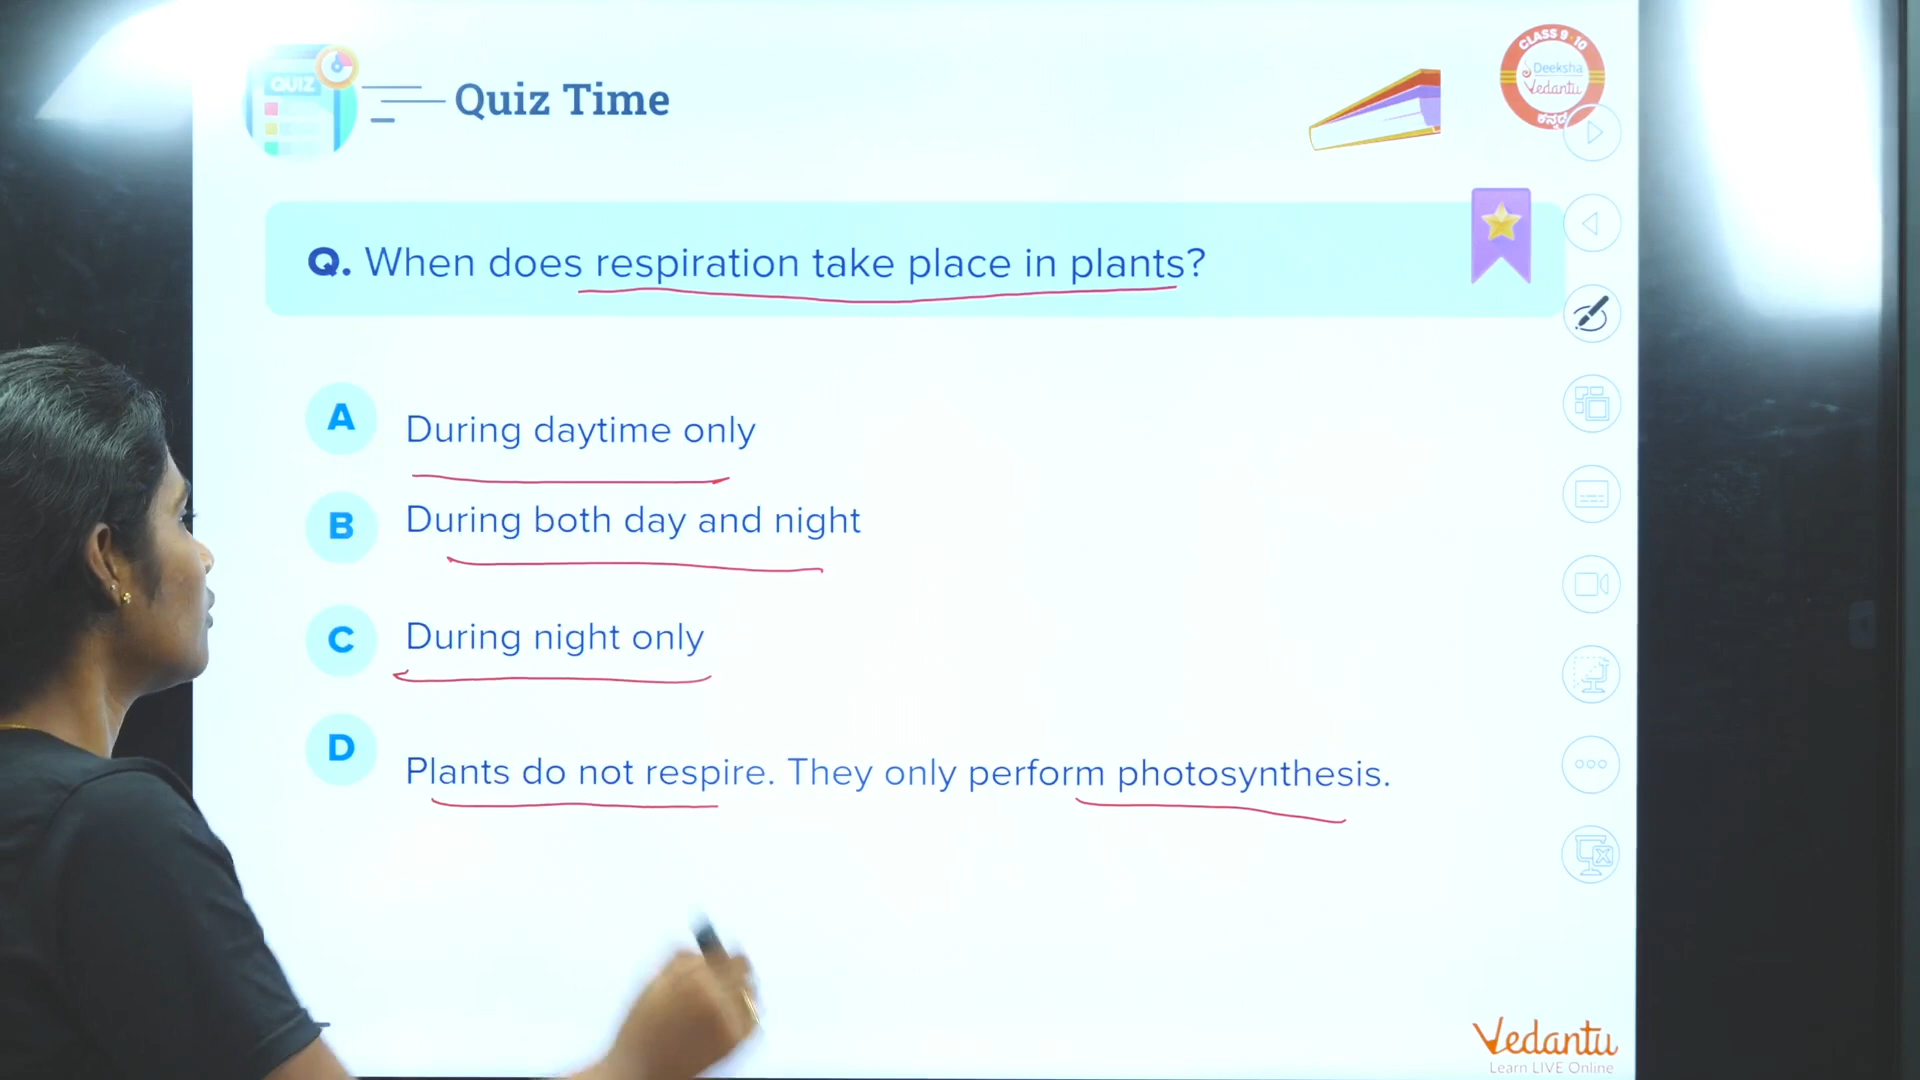 QUIZ
Quiz Time
CLASS 9-10
Deeksha
Vedantu
ಕನ್ನಡ
Q. When does respiration take place in plants?
A During daytime only
B During both day and night
C During night only
D Plants do not respire. They only perform photosynthesis.
Vedantu
Learn LIVE Online